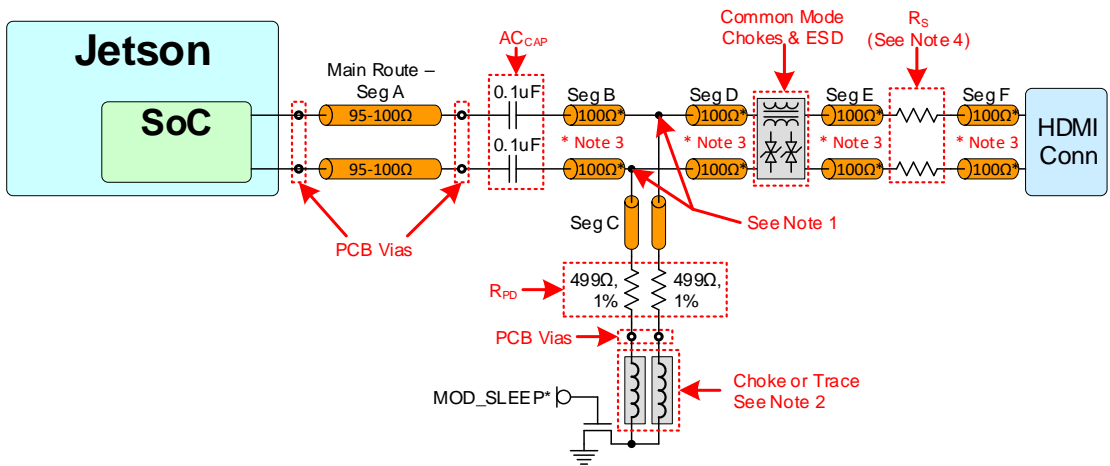 Jetson
SoC
Main Route –
Seg A
95-100Ω
95-100Ω
PCB Vias
AC_CAP
0.1uF
0.1uF
Seg B
100Ω*
* Note 3
100Ω*
Seg D
100Ω*
* Note 3
100Ω*
Common Mode
Chokes & ESD
Seg E
100Ω*
* Note 3
100Ω*
R_S
(See Note 4)
Seg F
100Ω*
* Note 3
100Ω*
HDMI
Conn
See Note 1
Seg C
R_PD
499Ω,
1%
499Ω,
1%
PCB Vias
Choke or Trace
See Note 2
MOD_SLEEP*